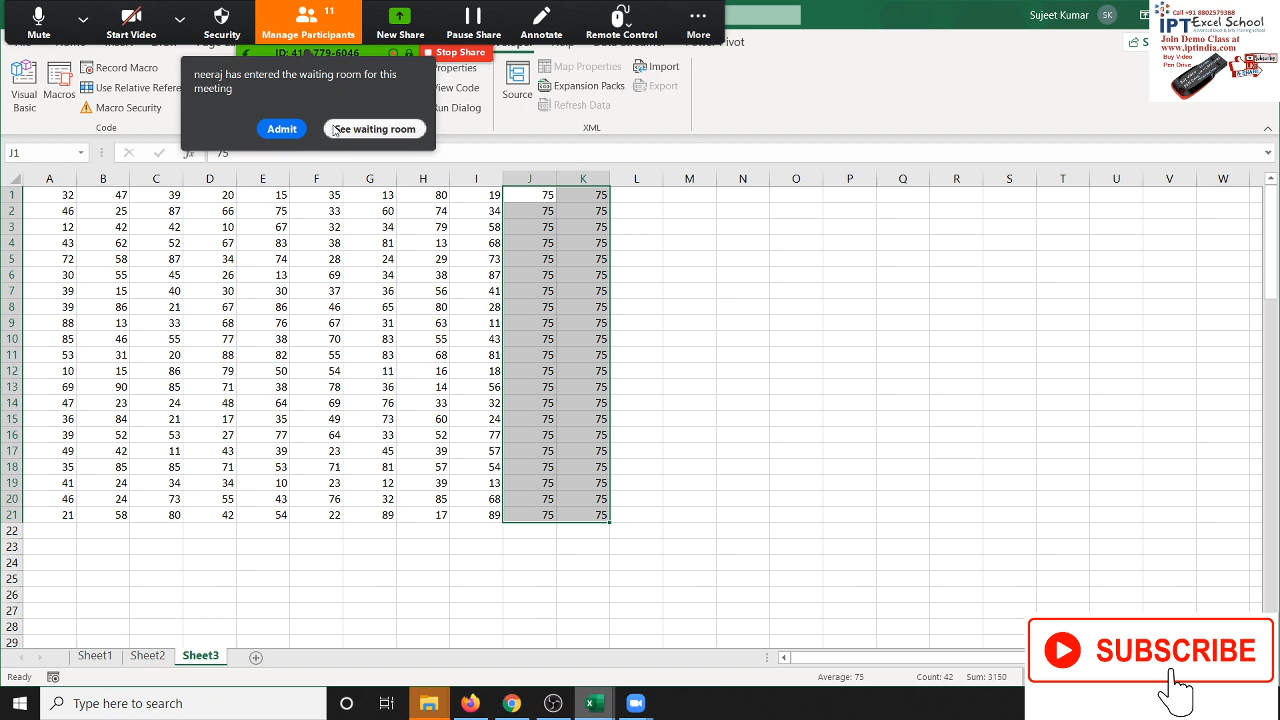 Mute
Start Video
Security
11
Manage Participants
New Share
Pause Share
Annotate
Remote Control
More
Sujeet Kumar SK
Call +91 8802579388
IPT Excel School
Join Demo Class at
www.iptindia.com
Buy Video
Pen Drive
Stop Share
neeraj has entered the waiting room for this
meeting
Admit
See waiting room
Visual
Basic
Macros
Record Macro
Use Relative Refere
Macro Security
Code
Source
Map Properties
Expansion Packs
Refresh Data
Import
Export
XML
J1
fx 75
A B C D E F G H I J K L M N O P Q R S T U V W
1 32 47 39 20 15 35 13 80 19 75 75
2 46 25 87 66 75 33 60 74 34 75 75
3 12 42 42 10 67 32 34 79 58 75 75
4 43 62 52 67 83 38 81 13 68 75 75
5 72 58 87 34 74 28 24 29 73 75 75
6 30 55 45 26 13 69 34 38 87 75 75
7 39 15 40 30 30 37 36 56 41 75 75
8 39 86 21 67 86 46 65 80 28 75 75
9 88 13 33 68 76 67 31 63 11 75 75
10 85 46 55 77 38 70 83 55 43 75 75
11 53 31 20 88 82 55 83 68 81 75 75
12 10 15 86 79 50 54 11 16 18 75 75
13 69 90 85 71 38 78 36 14 56 75 75
14 47 23 24 48 64 69 76 33 32 75 75
15 36 84 21 17 35 49 73 60 24 75 75
16 39 52 53 27 77 64 33 52 77 75 75
17 49 42 11 43 39 23 45 39 57 75 75
18 35 85 85 71 53 71 81 57 54 75 75
19 41 24 34 34 10 23 12 39 13 75 75
20 46 24 73 55 43 76 32 85 68 75 75
21 21 58 80 42 54 22 89 17 89 75 75
22
23
24
25
26
27
28
29
Sheet1 Sheet2 Sheet3
Ready
Average: 75 Count: 42 Sum: 3150
SUBSCRIBE
Type here to search